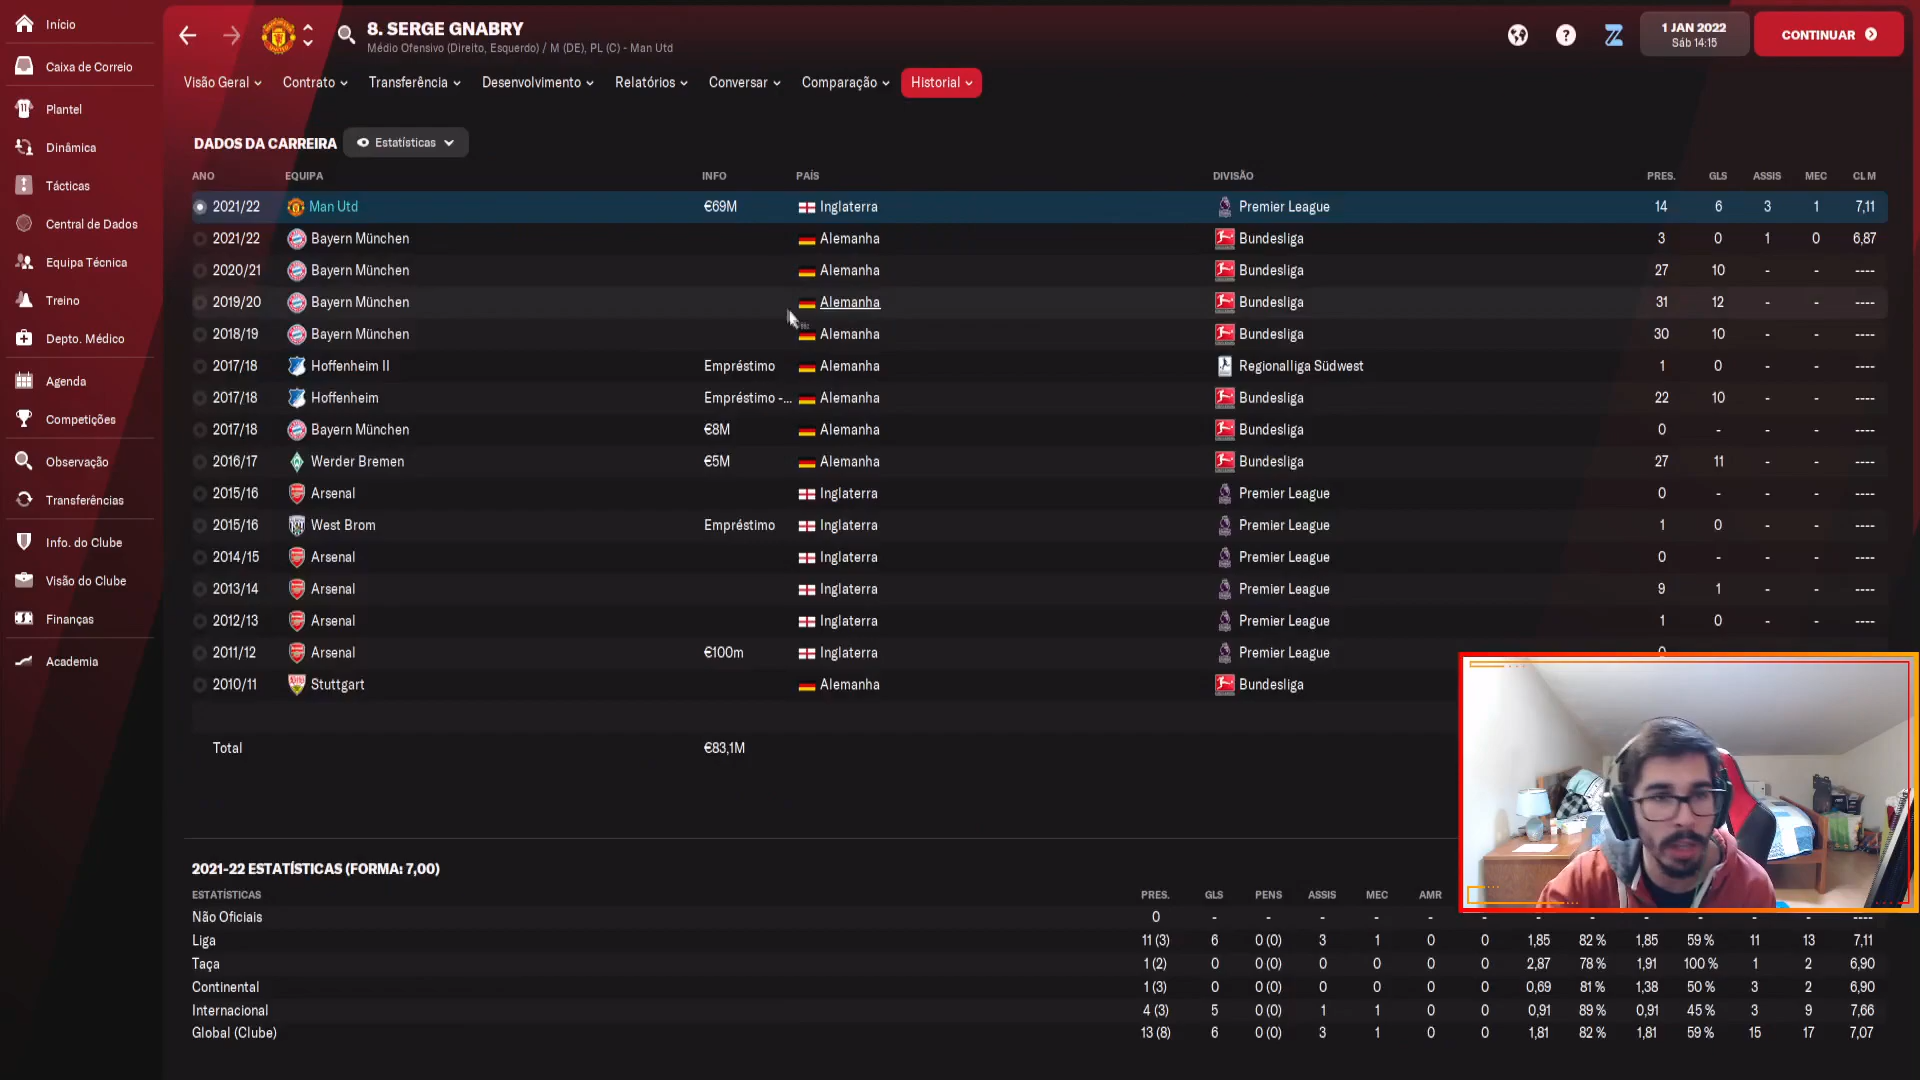 Início
Caixa de Correio
Plantel
Dinâmica
Tácticas
Central de Dados
Equipa Técnica
Treino
Depto. Médico
Agenda
Competições
Observação
Transferências
Info. do Clube
Visão do Clube
Finanças
Academia
8. SERGE GNABRY
Médio Ofensivo (Direito, Esquerdo) / M (DE), PL (C) - Man Utd
1 JAN 2022
Sáb 14:15
CONTINUAR
Visão Geral Contrato Transferência Desenvolvimento Relatórios Conversar Comparação Historial
DADOS DA CARREIRA Estatísticas
ANO EQUIPA INFO PAÍS DIVISÃO PRES. GLS ASSIS MEC CL M
2021/22 Man Utd €69M Inglaterra Premier League 14 6 3 1 7,11
2021/22 Bayern München Alemanha Bundesliga 3 0 1 0 6,87
2020/21 Bayern München Alemanha Bundesliga 27 10 - - ----
2019/20 Bayern München Alemanha Bundesliga 31 12 - - ----
2018/19 Bayern München Alemanha Bundesliga 30 10 - - ----
2017/18 Hoffenheim II Empréstimo Alemanha Regionalliga Südwest 1 0 - - ----
2017/18 Hoffenheim Empréstimo -... Alemanha Bundesliga 22 10 - - ----
2017/18 Bayern München €8M Alemanha Bundesliga 0 - - - ----
2016/17 Werder Bremen €5M Alemanha Bundesliga 27 11 - - ----
2015/16 Arsenal Inglaterra Premier League 0 - - - ----
2015/16 West Brom Empréstimo Inglaterra Premier League 1 0 - - ----
2014/15 Arsenal Inglaterra Premier League 0 - - - ----
2013/14 Arsenal Inglaterra Premier League 9 1 - - ----
2012/13 Arsenal Inglaterra Premier League 1 0 - - ----
2011/12 Arsenal €100m Inglaterra Premier League
2010/11 Stuttgart Alemanha Bundesliga
Total €83,1M
2021-22 ESTATÍSTICAS (FORMA: 7,00)
ESTATÍSTICAS PRES. GLS PENS ASSIS MEC AMR
Não Oficiais 0 - - - - - - - - - - - - ----
Liga 11 (3) 6 0 (0) 3 1 0 0 1,85 82 % 1,85 59 % 11 13 7,11
Taça 1 (2) 0 0 (0) 0 0 0 0 2,87 78 % 1,91 100 % 1 2 6,90
Continental 1 (3) 0 0 (0) 0 0 0 0 0,69 81 % 1,38 50 % 3 2 6,90
Internacional 4 (3) 5 0 (0) 1 1 0 0 0,91 89 % 0,91 45 % 3 9 7,66
Global (Clube) 13 (8) 6 0 (0) 3 1 0 0 1,81 82 % 1,81 59 % 15 17 7,07